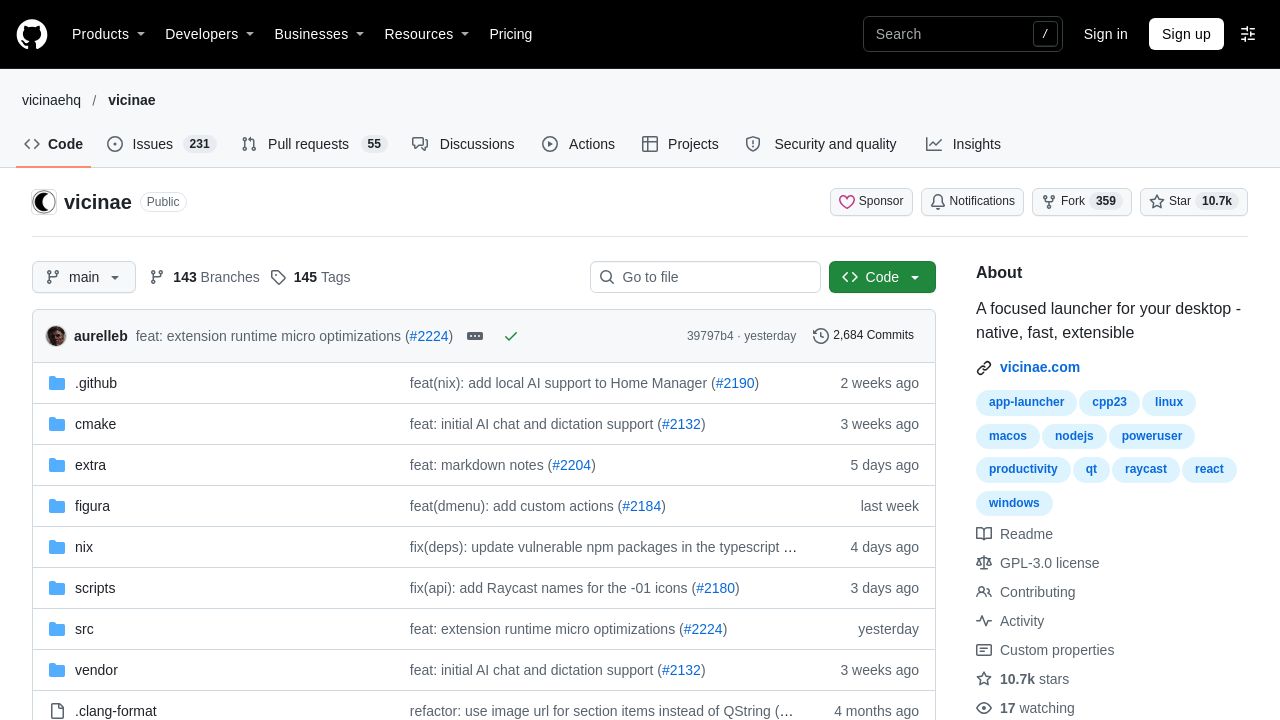 Products Developers Businesses Resources Pricing Search / Sign in Sign up
vicinaehq / vicinae
Code Issues 231 Pull requests 55 Discussions Actions Projects Security and quality Insights
vicinae Public Sponsor Notifications Fork 359 Star 10.7k
main 143 Branches 145 Tags Go to file Code
aurelleb feat: extension runtime micro optimizations (#2224) 39797b4 · yesterday 2,684 Commits
.github feat(nix): add local AI support to Home Manager (#2190) 2 weeks ago
cmake feat: initial AI chat and dictation support (#2132) 3 weeks ago
extra feat: markdown notes (#2204) 5 days ago
figura feat(dmenu): add custom actions (#2184) last week
nix fix(deps): update vulnerable npm packages in the typescript … 4 days ago
scripts fix(api): add Raycast names for the -01 icons (#2180) 3 days ago
src feat: extension runtime micro optimizations (#2224) yesterday
vendor feat: initial AI chat and dictation support (#2132) 3 weeks ago
.clang-format refactor: use image url for section items instead of QString (… 4 months ago
About
A focused launcher for your desktop -
native, fast, extensible
vicinae.com
app-launcher cpp23 linux
macos nodejs poweruser
productivity qt raycast react
windows
Readme
GPL-3.0 license
Contributing
Activity
Custom properties
10.7k stars
17 watching